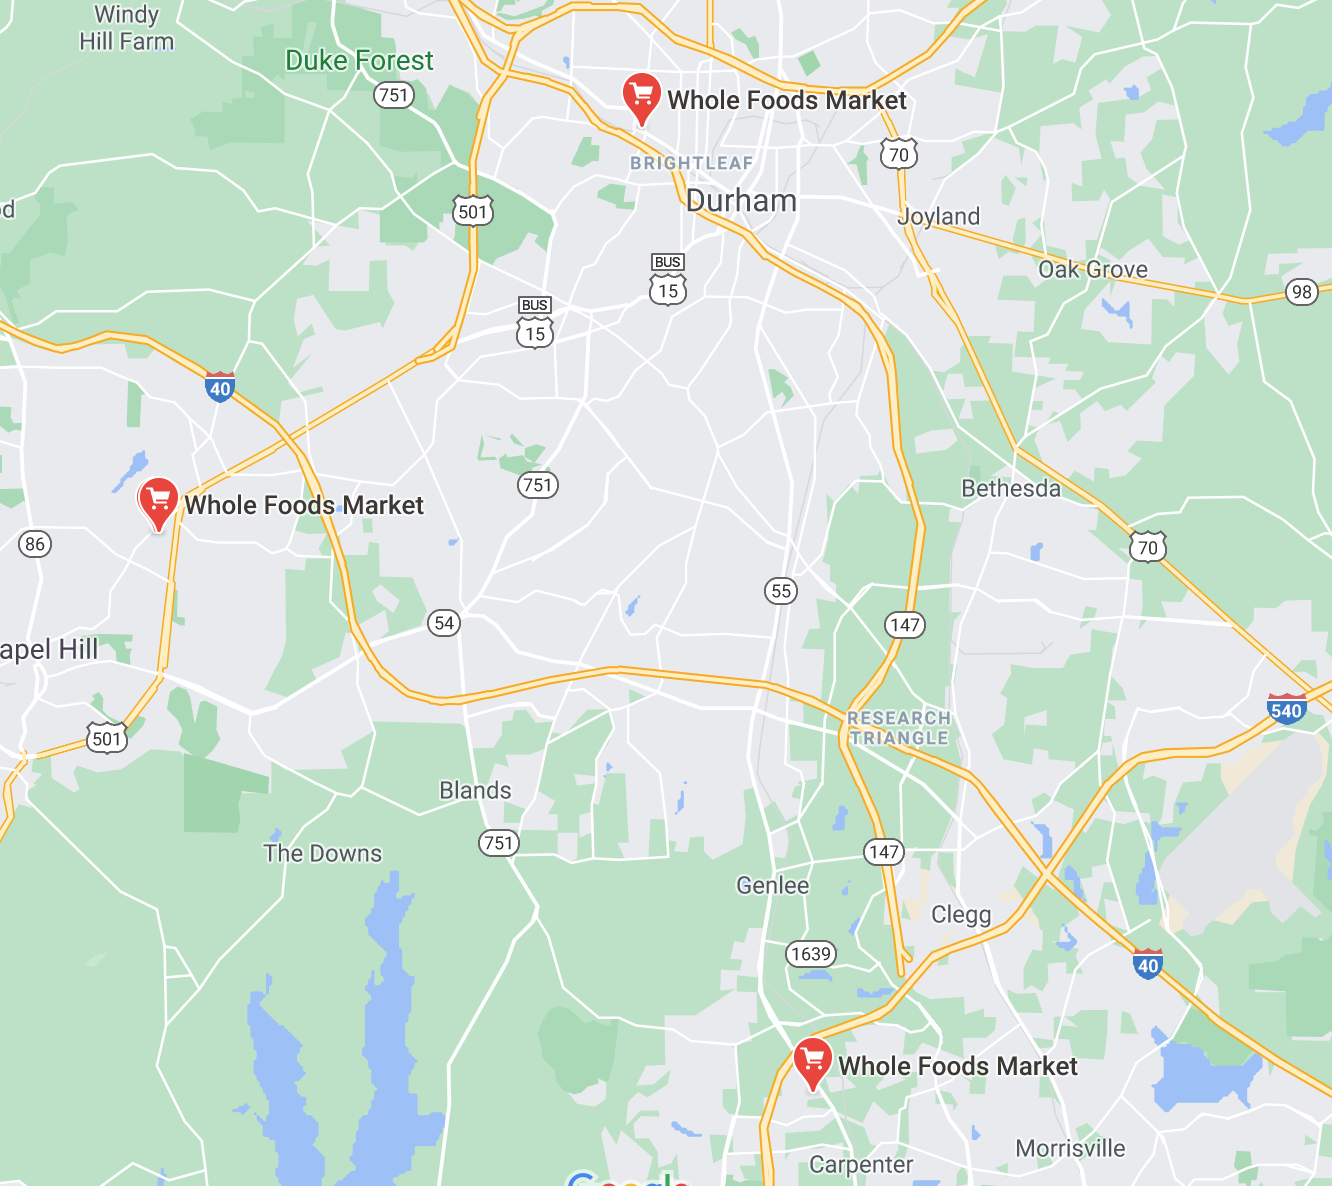 Windy
Hill Farm
Duke Forest
751
Whole Foods Market
70
BRIGHTLEAF
Durham
501
Joyland
BUS
15
Oak Grove
98
BUS
15
40
751
Bethesda
Whole Foods Market
86
70
55
54
147
apel Hill
540
RESEARCH
TRIANGLE
501
Blands
751
The Downs
147
Genlee
Clegg
1639
40
Whole Foods Market
Morrisville
Carpenter
Google